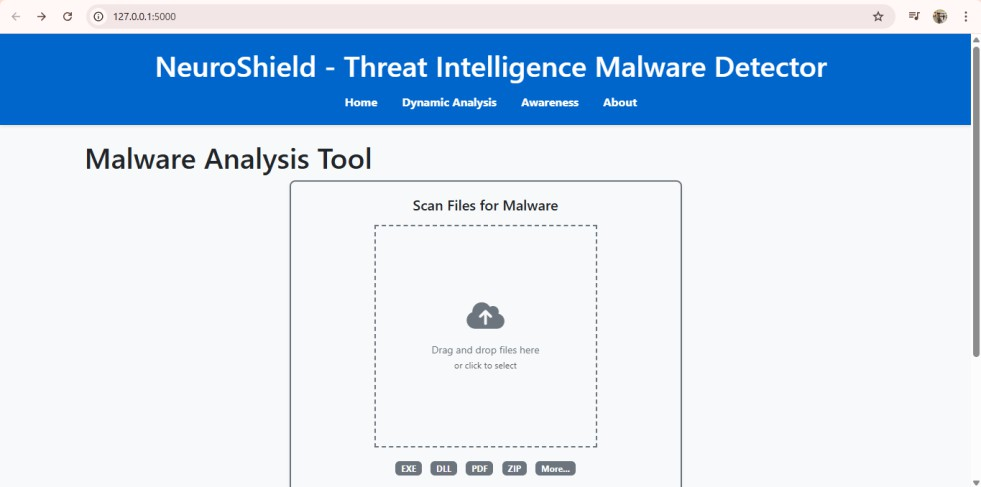 127.0.0.1:5000
NeuroShield - Threat Intelligence Malware Detector
Home Dynamic Analysis Awareness About
Malware Analysis Tool
Scan Files for Malware
Drag and drop files here
or click to select
EXE DLL PDF ZIP More...